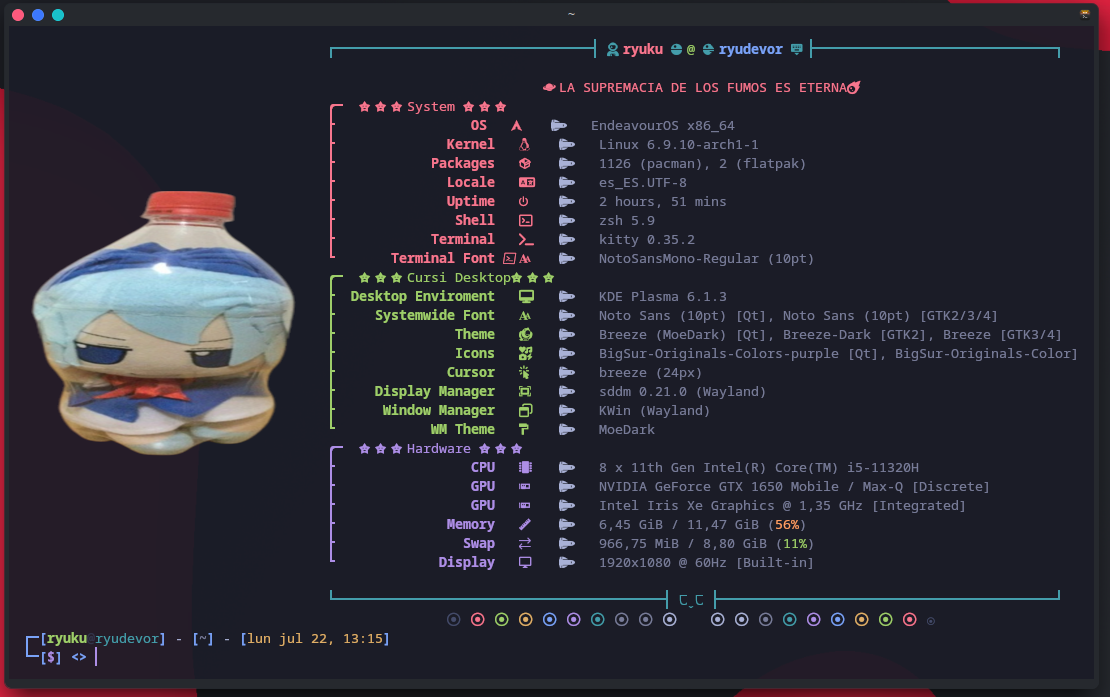 ~
ryuku @ ryudevor
LA SUPREMACIA DE LOS FUMOS ES ETERNA
System
OS EndeavourOS x86_64
Kernel Linux 6.9.10-arch1-1
Packages 1126 (pacman), 2 (flatpak)
Locale es_ES.UTF-8
Uptime 2 hours, 51 mins
Shell zsh 5.9
Terminal kitty 0.35.2
Terminal Font NotoSansMono-Regular (10pt)
Cursi Desktop
Desktop Enviroment KDE Plasma 6.1.3
Systemwide Font Noto Sans (10pt) [Qt], Noto Sans (10pt) [GTK2/3/4]
Theme Breeze (MoeDark) [Qt], Breeze-Dark [GTK2], Breeze [GTK3/4]
Icons BigSur-Originals-Colors-purple [Qt], BigSur-Originals-Color]
Cursor breeze (24px)
Display Manager sddm 0.21.0 (Wayland)
Window Manager KWin (Wayland)
WM Theme MoeDark
Hardware
CPU 8 x 11th Gen Intel(R) Core(TM) i5-11320H
GPU NVIDIA GeForce GTX 1650 Mobile / Max-Q [Discrete]
GPU Intel Iris Xe Graphics @ 1,35 GHz [Integrated]
Memory 6,45 GiB / 11,47 GiB (56%)
Swap 966,75 MiB / 8,80 GiB (11%)
Display 1920x1080 @ 60Hz [Built-in]
[ryuku@ryudevor] - [~] - [lun jul 22, 13:15]
[$] <>